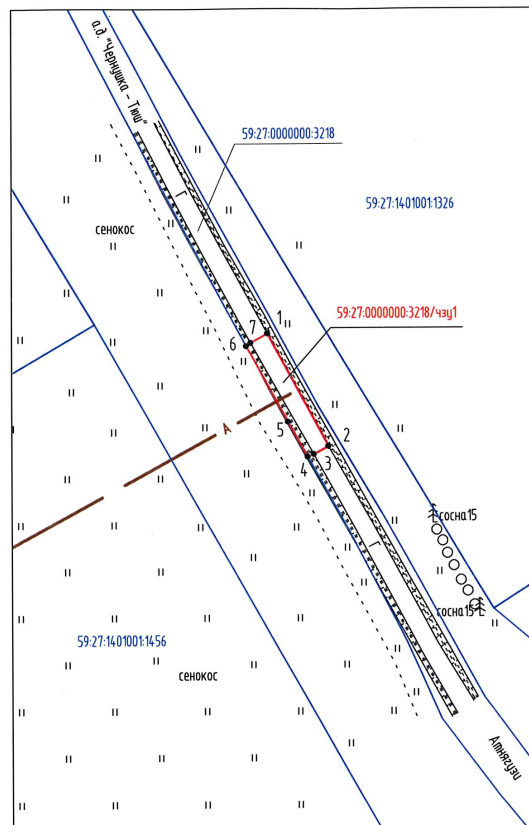 а.д. "Чернушка - Тюш"
59:27:0000000:3218
59:27:1401001:1326
Г
сенокос
59:27:0000000:3218/чзу1
1
7
6
А
5
2
3
4
сосна15
Г
сосна15
59:27:1401001:1456
сенокос
Атнягузи